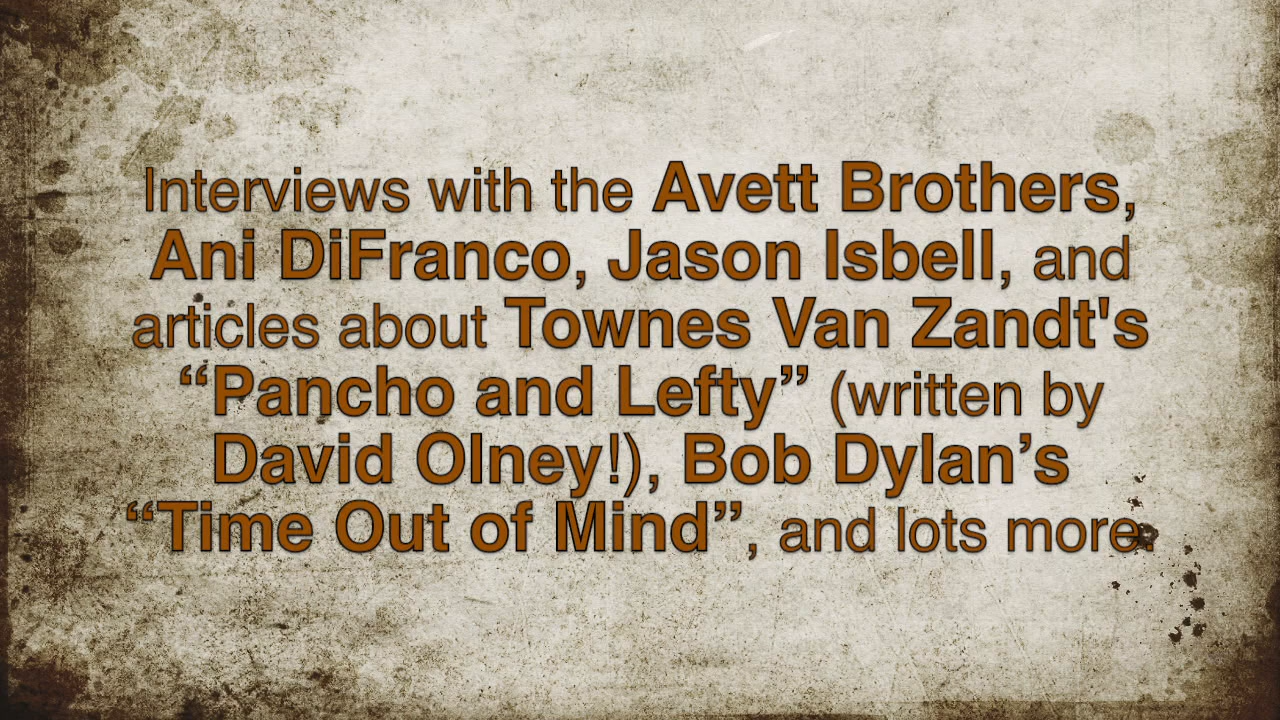 Interviews with the Avett Brothers,
Ani DiFranco, Jason Isbell, and
articles about Townes Van Zandt's
“Pancho and Lefty” (written by
David Olney!), Bob Dylan’s
“Time Out of Mind”, and lots more.